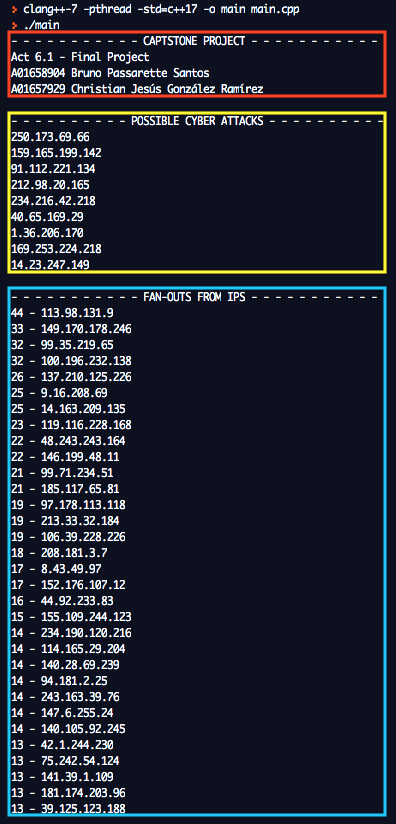 > clang++-7 -pthread -std=c++17 -o main main.cpp
> ./main
- - - - - - - - - - - CAPTSTONE PROJECT - - - - - - - - - - -
Act 6.1 - Final Project
A01658904 Bruno Passarette Santos
A01657929 Christian Jesús González Ramírez
- - - - - - - - - - POSSIBLE CYBER ATTACKS - - - - - - - - - -
250.173.69.66
159.165.199.142
91.112.221.134
212.98.20.165
234.216.42.218
40.65.169.29
1.36.206.170
169.253.224.218
14.23.247.149
- - - - - - - - - - - FAN-OUTS FROM IPS - - - - - - - - - - -
44 - 113.98.131.9
33 - 149.170.178.246
32 - 99.35.219.65
32 - 100.196.232.138
26 - 137.210.125.226
25 - 9.16.208.69
25 - 14.163.209.135
23 - 119.116.228.168
22 - 48.243.243.164
22 - 146.199.48.11
21 - 99.71.234.51
21 - 185.117.65.81
19 - 97.178.113.118
19 - 213.33.32.184
19 - 106.39.228.226
18 - 208.181.3.7
17 - 8.43.49.97
17 - 152.176.107.12
16 - 44.92.233.83
15 - 155.109.244.123
14 - 234.190.120.216
14 - 114.165.29.204
14 - 140.28.69.239
14 - 94.181.2.25
14 - 243.163.39.76
14 - 147.6.255.24
14 - 140.105.92.245
13 - 42.1.244.230
13 - 75.242.54.124
13 - 141.39.1.109
13 - 181.174.203.96
13 - 39.125.123.188